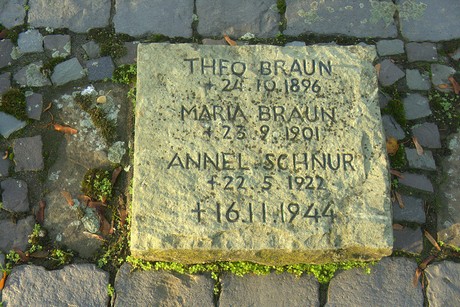 THEO BRAUN
+ 24.10.1896
MARIA BRAUN
+ 23.9.1901
ANNEL.SCHNUR
+ 22.5.1922
+ 16.11.1944